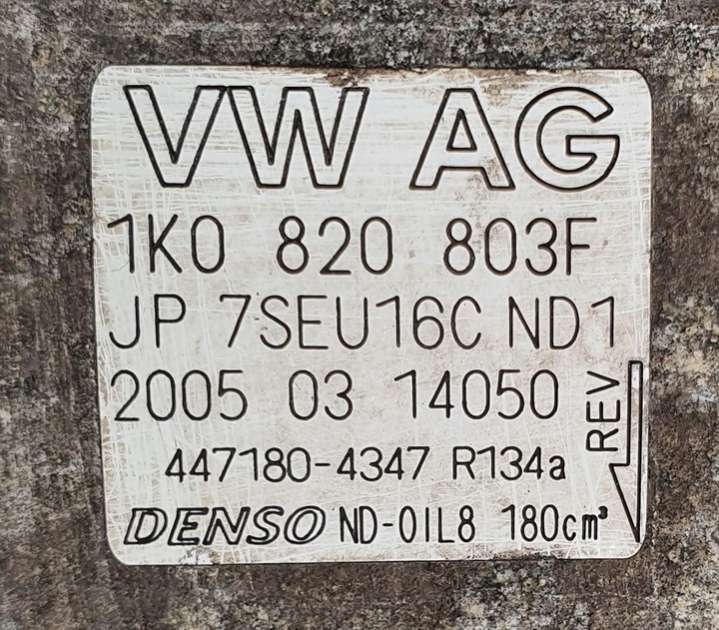 VW AG
1K0 820 803F
JP 7SEU16C ND1
2005 03 14050
REV
447180-4347 R134a
DENSO ND-OIL8 180cm³